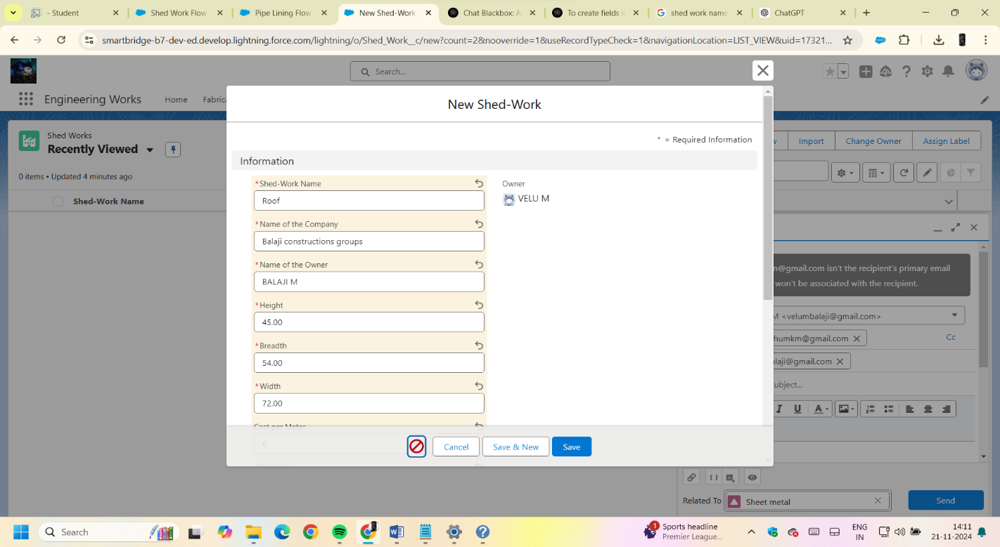 - Student
Shed Work Flow
Pipe Lining Flow
New Shed-Work
Chat Blackbox: A
To create fields i
shed work name
ChatGPT
smartbridge-b7-dev-ed.develop.lightning.force.com/lightning/o/Shed_Work__c/new?count=2&nooverride=1&useRecordTypeCheck=1&navigationLocation=LIST_VIEW&uid=17321...
Search...
Engineering Works
Home
Fabrica
New Shed-Work
Shed Works
Recently Viewed
Import
Change Owner
Assign Label
* = Required Information
Information
0 items • Updated 4 minutes ago
Shed-Work Name
*Shed-Work Name
Roof
Owner
VELU M
*Name of the Company
Balaji constructions groups
*Name of the Owner
BALAJI M
*Height
45.00
*Breadth
54.00
*Width
72.00
Cost per Meter
6
Cancel
Save & New
Save
n@gmail.com isn't the recipient's primary email
won't be associated with the recipient.
M <velumbalaji@gmail.com>
humkm@gmail.com
Cc
laji@gmail.com
ubject...
Related To
Sheet metal
Send
Search
1
Sports headline
Premier League...
ENG
IN
14:11
21-11-2024